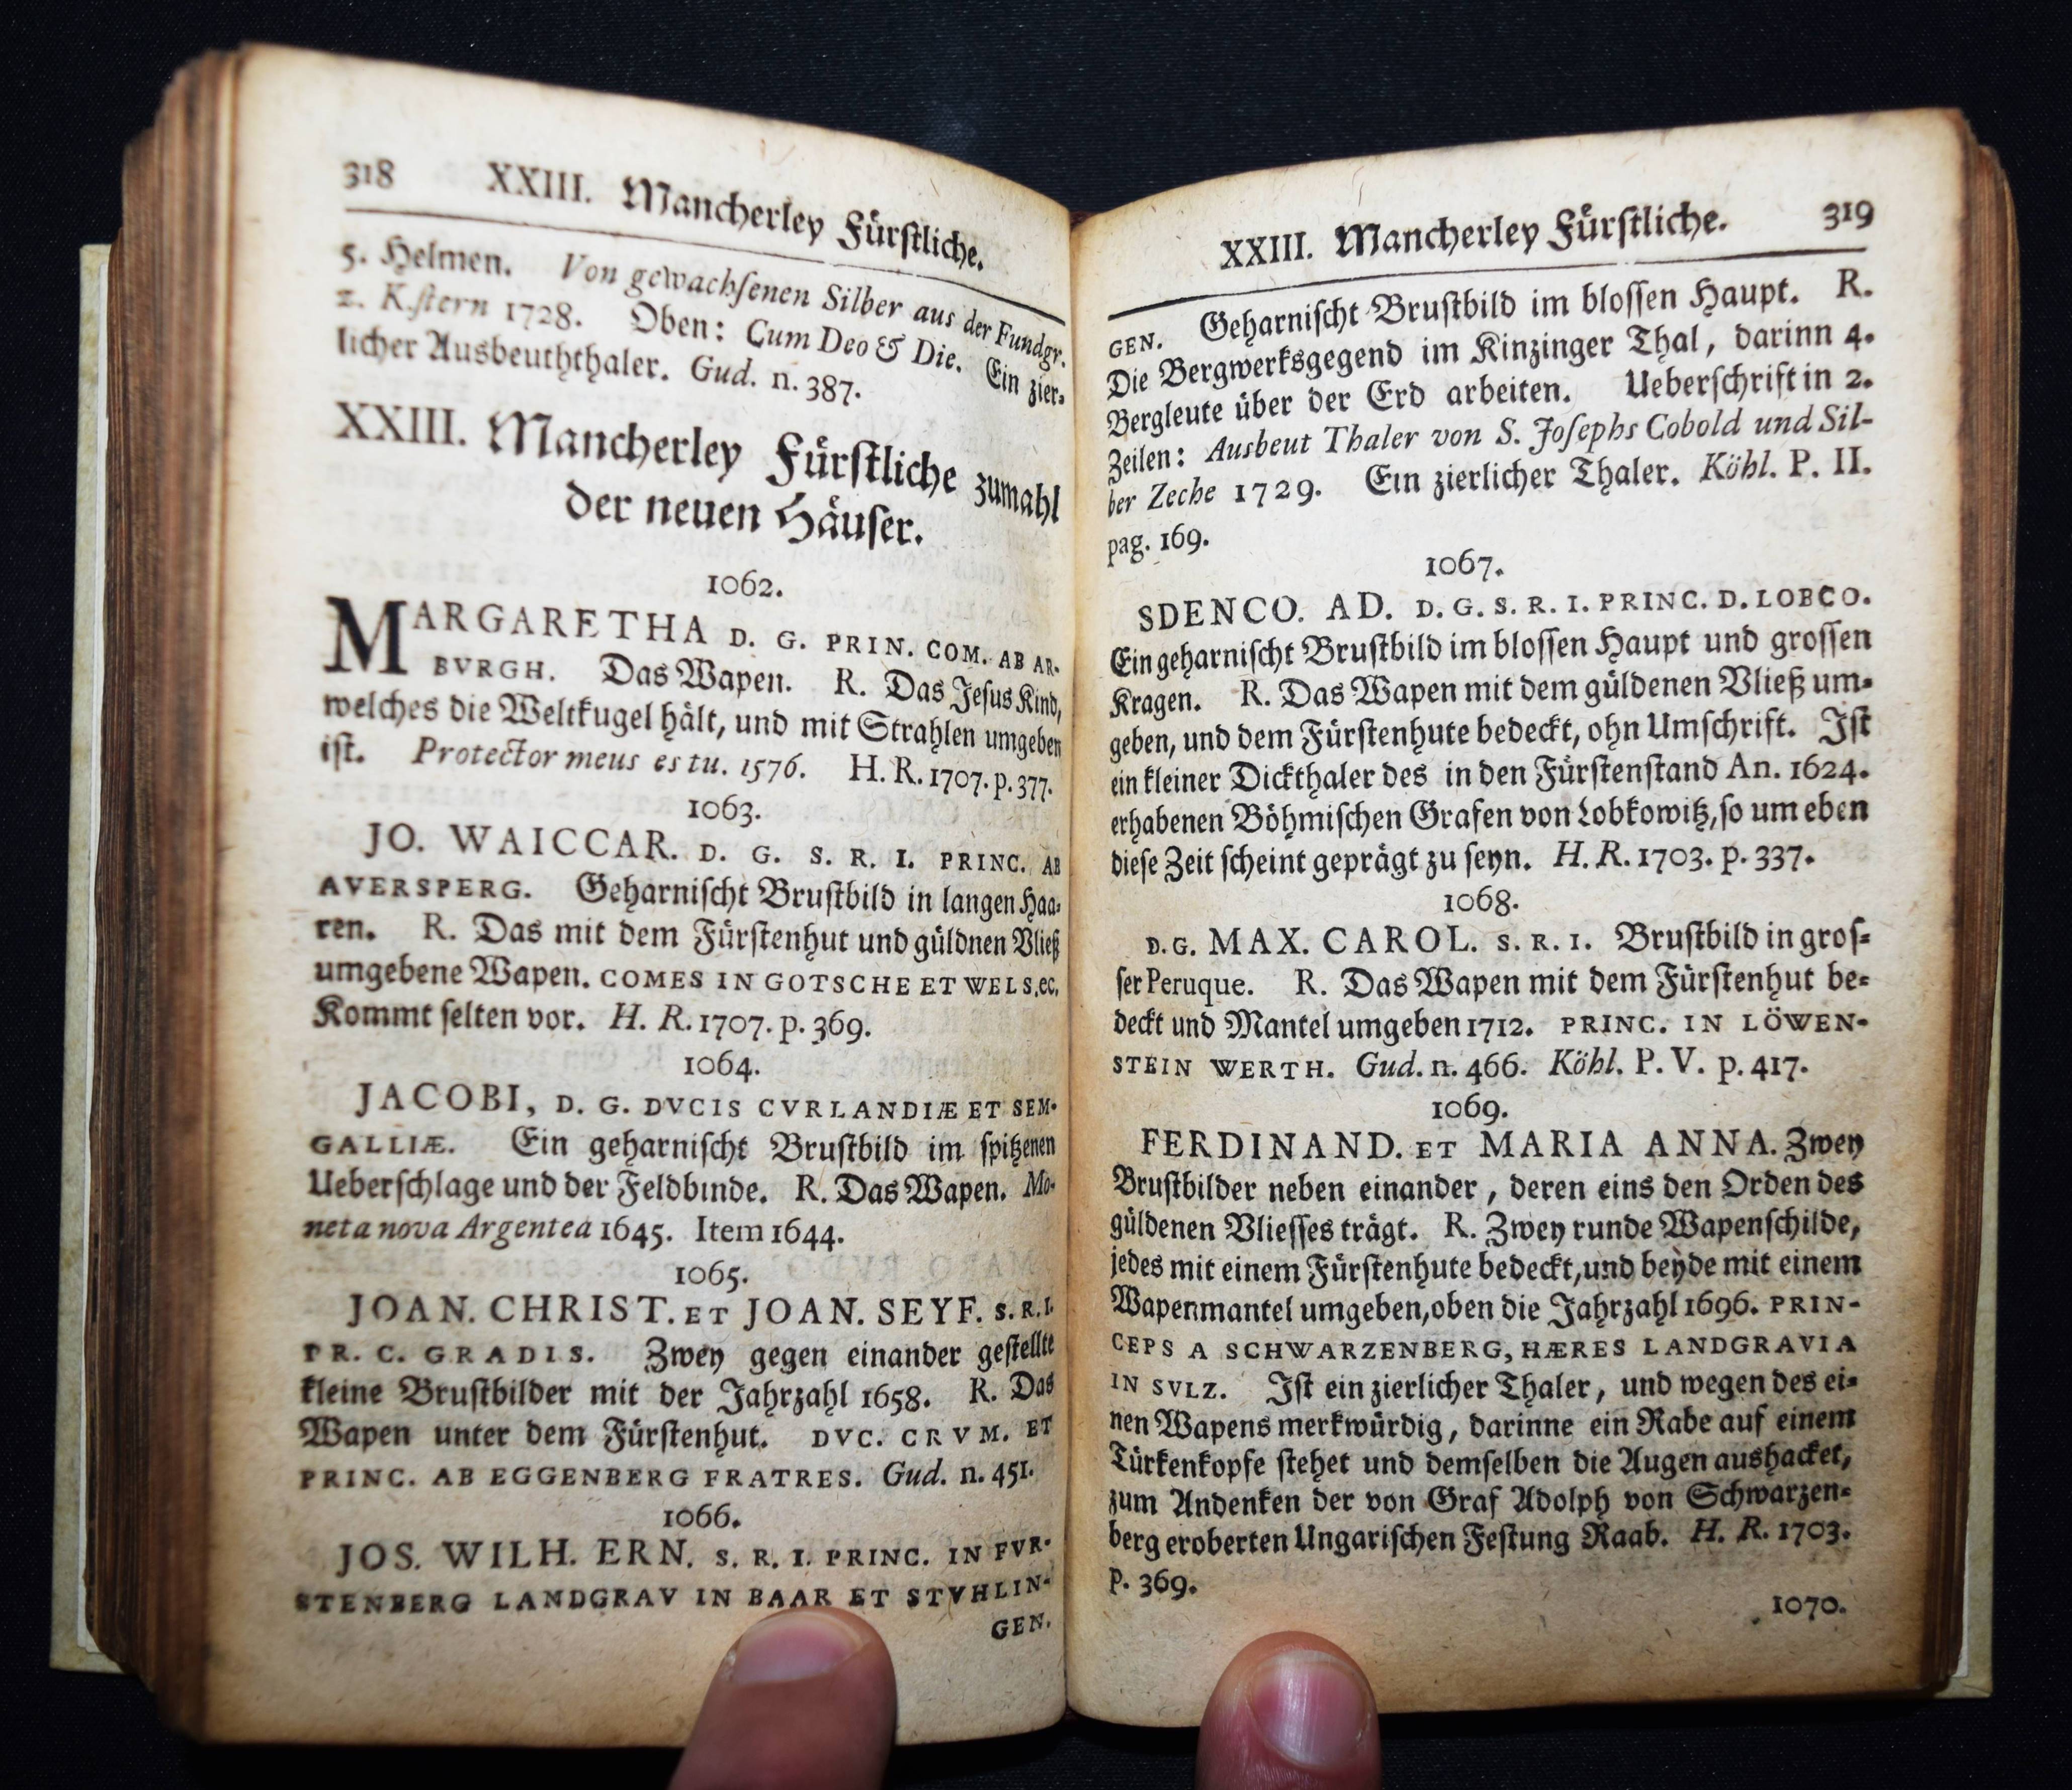 318 XXIII. Mancherley Fürſtliche.
5. Helmen. Von gewachſenen Silber aus der Fundgr.
2. K.ſtern 1728. Oben: Cum Deo & Die. Ein zier-
licher Ausbeuththaler. Gud. n. 387.
XXIII. Mancherley Fürſtliche zumahl
der neuen Häuſer.
1062.
MARGARETHA D. G. PRIN. COM. AB AR-
BVRGH. Das Wapen. R. Das Jeſus Kind,
welches die Weltkugel hält, und mit Strahlen umgeben
iſt. Protector meus es tu. 1576. H. R. 1707. p. 377.
1063.
JO. WAICCAR. D. G. S. R. I. PRINC. AB
AVERSPERG. Geharniſcht Bruſtbild in langen Haa-
ren. R. Das mit dem Fürſtenhut und güldnen Vließ
umgebene Wapen. COMES IN GOTSCHE ET WELS.ec.
Kommt ſelten vor. H. R. 1707. p. 369.
1064.
JACOBI, D. G. DVCIS CVRLANDIÆ ET SEM-
GALLIÆ. Ein geharniſcht Bruſtbild im ſpitzenen
Ueberſchlage und der Feldbinde. R. Das Wapen. Mo-
neta nova Argentea 1645. Item 1644.
1065.
JOAN. CHRIST. ET JOAN. SEYF. S. R. I.
PR. C. GRADIS. Zwey gegen einander geſtellte
kleine Bruſtbilder mit der Jahrzahl 1658. R. Das
Wapen unter dem Fürſtenhut. DVC. CRVM. ET
PRINC. AB EGGENBERG FRATRES. Gud. n. 451.
1066.
JOS. WILH. ERN. S. R. I. PRINC. IN FVR-
STENBERG LANDGRAV IN BAAR ET STVHLIN-
GEN.
XXIII. Mancherley Fürſtliche. 319
GEN. Geharniſcht Bruſtbild im bloſſen Haupt. R.
Die Bergwerksgegend im Kinzinger Thal, darinn 4.
Bergleute über der Erd arbeiten. Ueberſchrift in 2.
Zeilen: Ausbeut Thaler von S. Joſephs Cobold und Sil-
ber Zeche 1729. Ein zierlicher Thaler. Köhl. P. II.
pag. 169.
1067.
SDENCO. AD. D. G. S. R. I. PRINC. D. LOBCO.
Ein geharniſcht Bruſtbild im bloſſen Haupt und groſſen
Kragen. R. Das Wapen mit dem güldenen Vließ um-
geben, und dem Fürſtenhute bedeckt, ohn Umſchrift. Iſt
ein kleiner Dickthaler des in den Fürſtenſtand An. 1624.
erhabenen Böhmiſchen Grafen von Lobkowitz, ſo um eben
dieſe Zeit ſcheint geprägt zu ſeyn. H. R. 1703. p. 337.
1068.
D. G. MAX. CAROL. S. R. I. Bruſtbild in groſ-
ſer Peruque. R. Das Wapen mit dem Fürſtenhut be-
deckt und Mantel umgeben 1712. PRINC. IN LÖWEN-
STEIN WERTH. Gud. n. 466. Köhl. P. V. p. 417.
1069.
FERDINAND. ET MARIA ANNA. Zwey
Bruſtbilder neben einander, deren eins den Orden des
güldenen Vlieſſes trägt. R. Zwey runde Wapenſchilde,
jedes mit einem Fürſtenhute bedeckt, und beyde mit einem
Wapenmantel umgeben, oben die Jahrzahl 1696. PRIN-
CEPS A SCHWARZENBERG, HÆRES LANDGRAVIA
IN SVLZ. Iſt ein zierlicher Thaler, und wegen des ei-
nen Wapens merkwürdig, darinne ein Rabe auf einem
Türkenkopfe ſtehet und demſelben die Augen aushacket,
zum Andenken der von Graf Adolph von Schwarzen-
berg eroberten Ungariſchen Feſtung Raab. H. R. 1703.
p. 369.
1070.